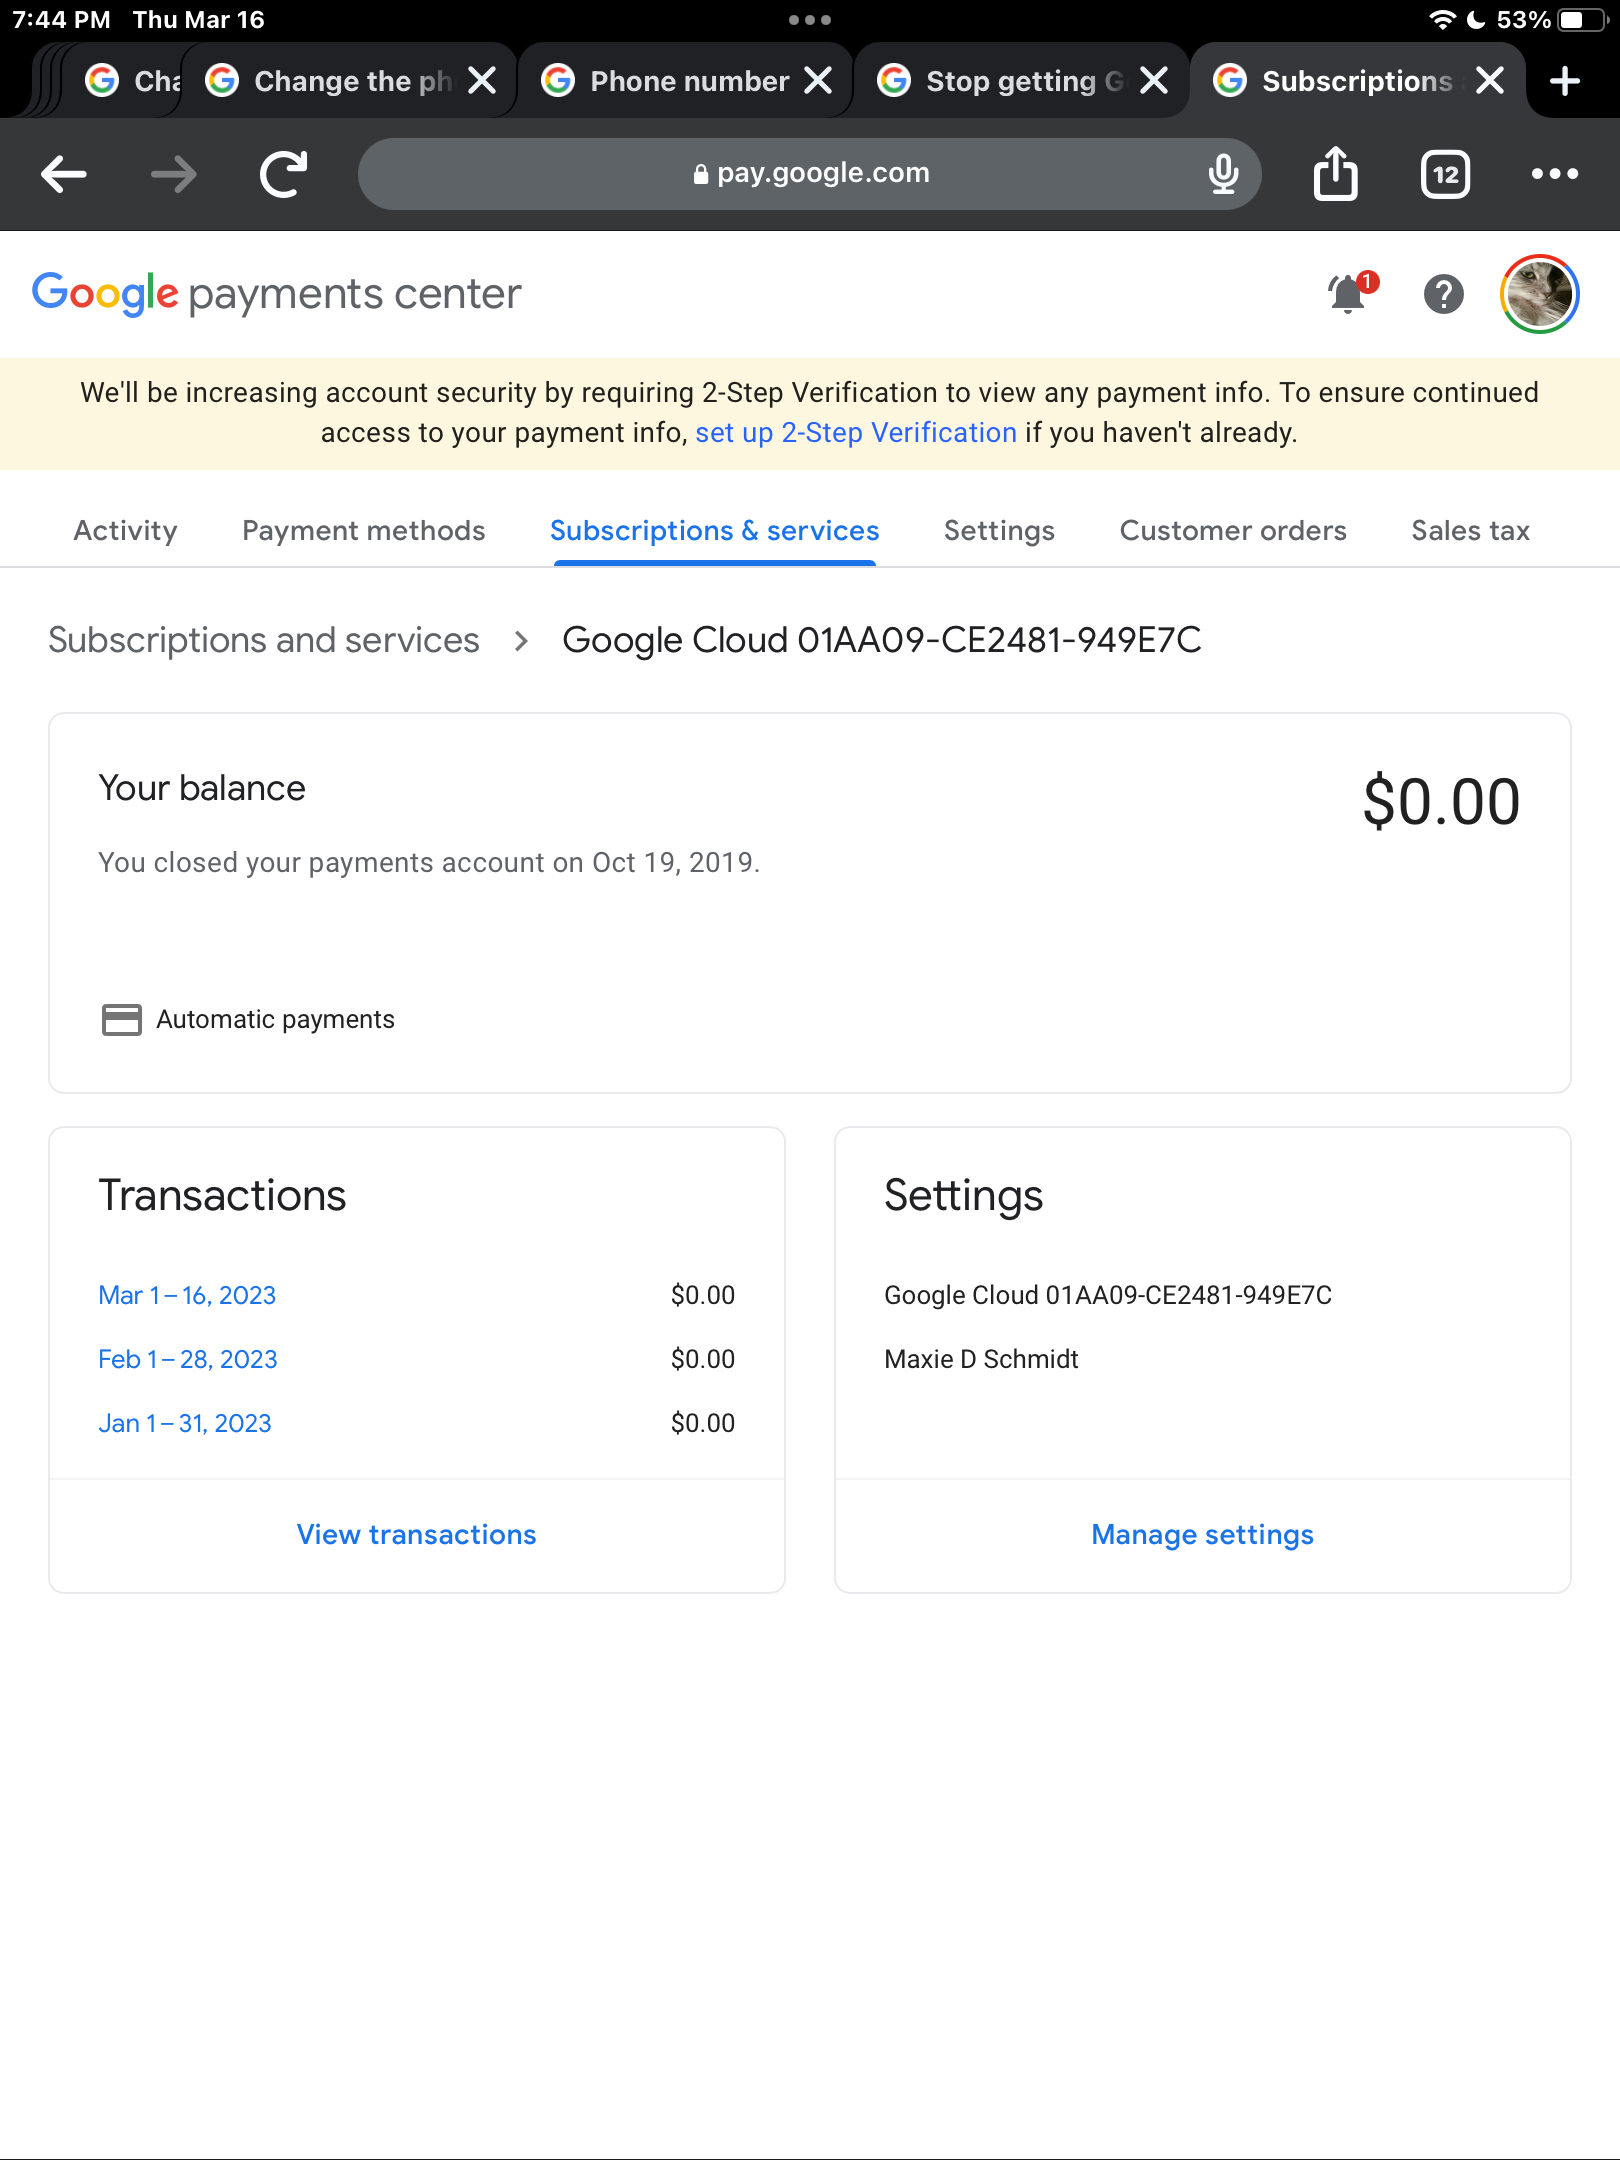 7:44 PM Thu Mar 16 53%
Cha Change the ph Phone number Stop getting G Subscriptions
pay.google.com 12
Google payments center 1
We'll be increasing account security by requiring 2-Step Verification to view any payment info. To ensure continued
access to your payment info, set up 2-Step Verification if you haven't already.
Activity Payment methods Subscriptions & services Settings Customer orders Sales tax
Subscriptions and services > Google Cloud 01AA09-CE2481-949E7C
Your balance $0.00
You closed your payments account on Oct 19, 2019.
Automatic payments
Transactions
Mar 1 – 16, 2023 $0.00
Feb 1 – 28, 2023 $0.00
Jan 1 – 31, 2023 $0.00
View transactions
Settings
Google Cloud 01AA09-CE2481-949E7C
Maxie D Schmidt
Manage settings